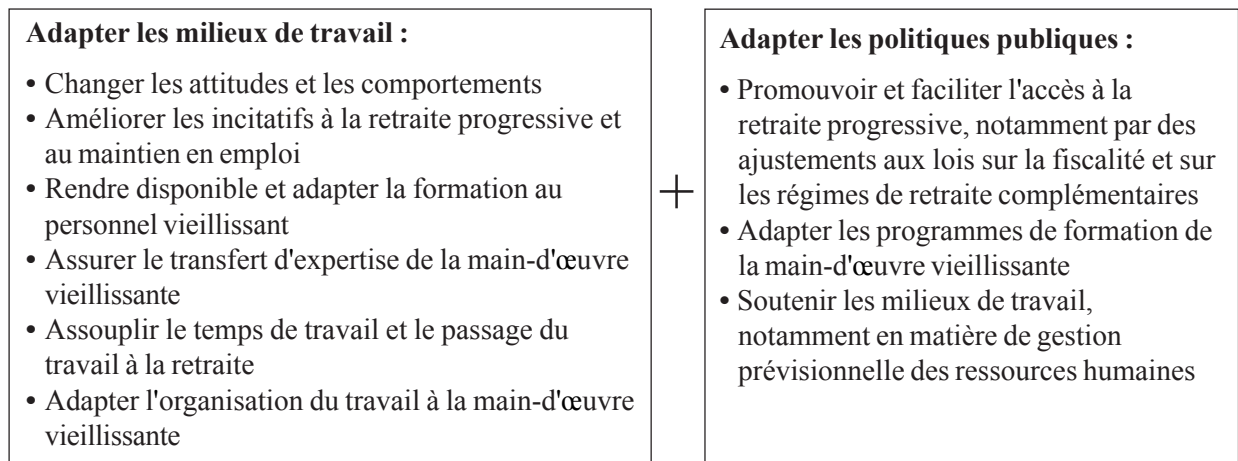 Adapter les milieux de travail :
• Changer les attitudes et les comportements
• Améliorer les incitatifs à la retraite progressive et
au maintien en emploi
• Rendre disponible et adapter la formation au
personnel vieillissant
• Assurer le transfert d'expertise de la main-d'œuvre
vieillissante
• Assouplir le temps de travail et le passage du
travail à la retraite
• Adapter l'organisation du travail à la main-d'œuvre
vieillissante
+
Adapter les politiques publiques :
• Promouvoir et faciliter l'accès à la
retraite progressive, notamment par des
ajustements aux lois sur la fiscalité et sur
les régimes de retraite complémentaires
• Adapter les programmes de formation de
la main-d'œuvre vieillissante
• Soutenir les milieux de travail,
notamment en matière de gestion
prévisionnelle des ressources humaines